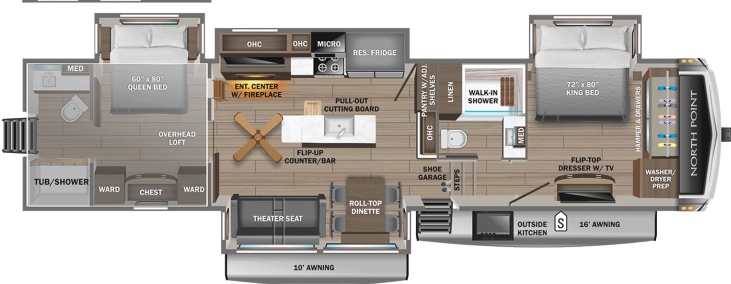 MED
60" x 80"
QUEEN BED
OVERHEAD
LOFT
TUB/SHOWER
WARD
CHEST
WARD
OHC
OHC
MICRO
RES. FRIDGE
ENT. CENTER
W/ FIREPLACE
PULL-OUT
CUTTING BOARD
FLIP-UP
COUNTER/BAR
THEATER SEAT
ROLL-TOP
DINETTE
10' AWNING
PANTRY W/ADJ.
SHELVES
LINEN
OHC
WALK-IN
SHOWER
MED
SHOE
GARAGE
STEPS
72" x 80"
KING BED
FLIP-TOP
DRESSER w/ TV
HAMPER & DRAWERS
WASHER/
DRYER
PREP
NORTH POINT
OUTSIDE
KITCHEN
S
16' AWNING